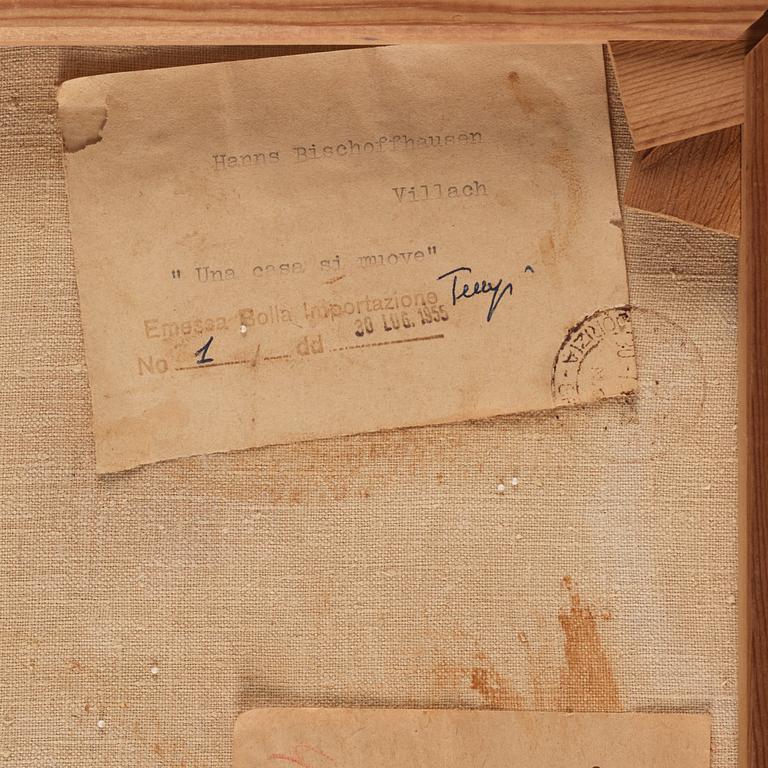 Hanns Bischoffhausen
Villach
" Una casa si muove"
Emessa Bolla Importazione
No 1 / dd 30 LUG. 1955